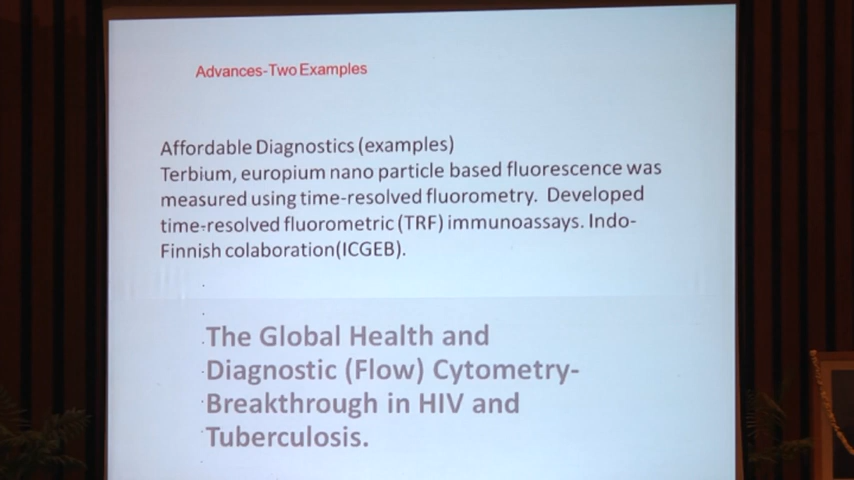 Advances-Two Examples
Affordable Diagnostics (examples)
Terbium, europium nano particle based fluorescence was
measured using time-resolved fluorometry. Developed
time-resolved fluorometric (TRF) immunoassays. Indo-
Finnish colaboration(ICGEB).
The Global Health and
Diagnostic (Flow) Cytometry-
Breakthrough in HIV and
Tuberculosis.